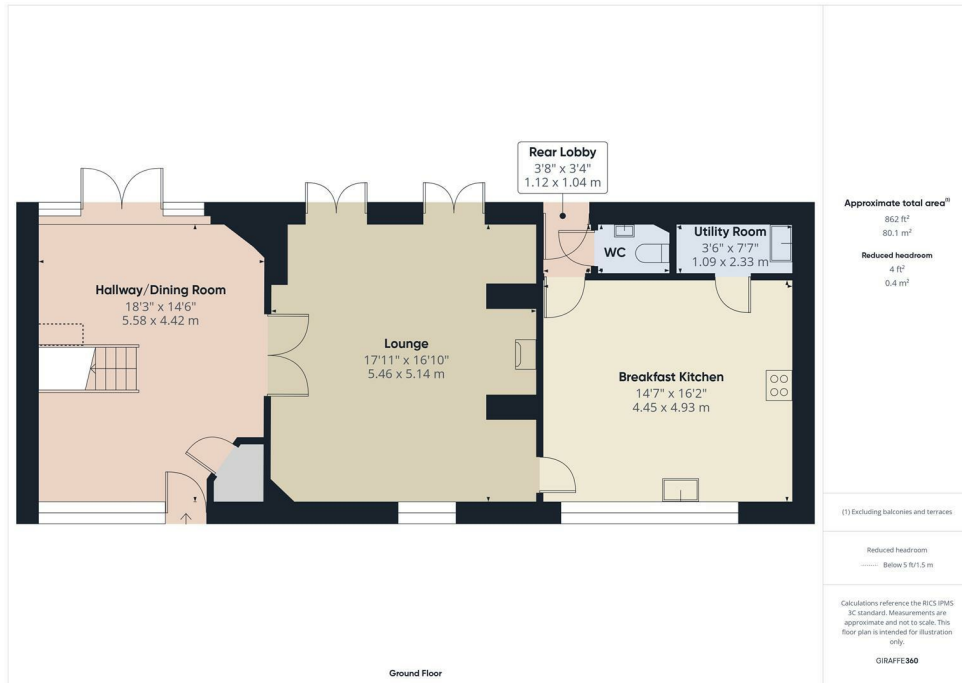 Rear Lobby
3'8" x 3'4"
1.12 x 1.04 m
WC
Utility Room
3'6" x 7'7"
1.09 x 2.33 m
Hallway/Dining Room
18'3" x 14'6"
5.58 x 4.42 m
Lounge
17'11" x 16'10"
5.46 x 5.14 m
Breakfast Kitchen
14'7" x 16'2"
4.45 x 4.93 m
Ground Floor
Approximate total area⁽¹⁾
862 ft²
80.1 m²
Reduced headroom
4 ft²
0.4 m²
(1) Excluding balconies and terraces
Reduced headroom
Below 5 ft/1.5 m
Calculations reference the RICS IPMS
3C standard. Measurements are
approximate and not to scale. This
floor plan is intended for illustration
only.
GIRAFFE360